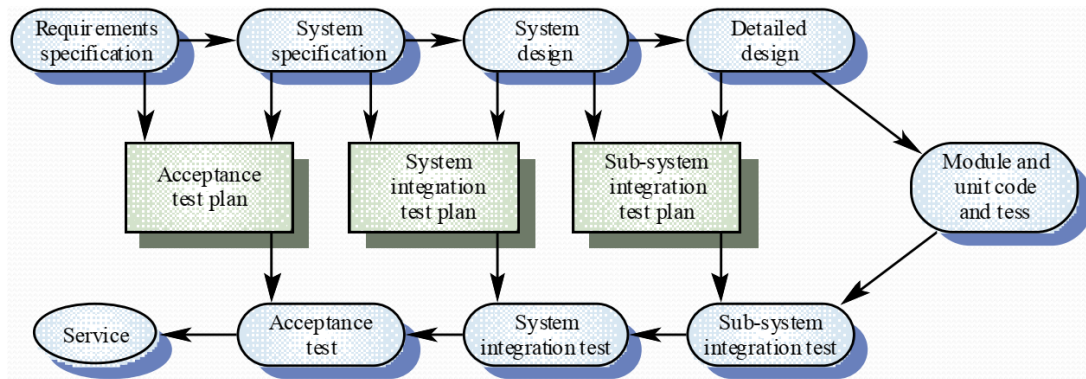 Requirements
specification
System
specification
System
design
Detailed
design
Acceptance
test plan
System
integration
test plan
Sub-system
integration
test plan
Module and
unit code
and tess
Service
Acceptance
test
System
integration test
Sub-system
integration test